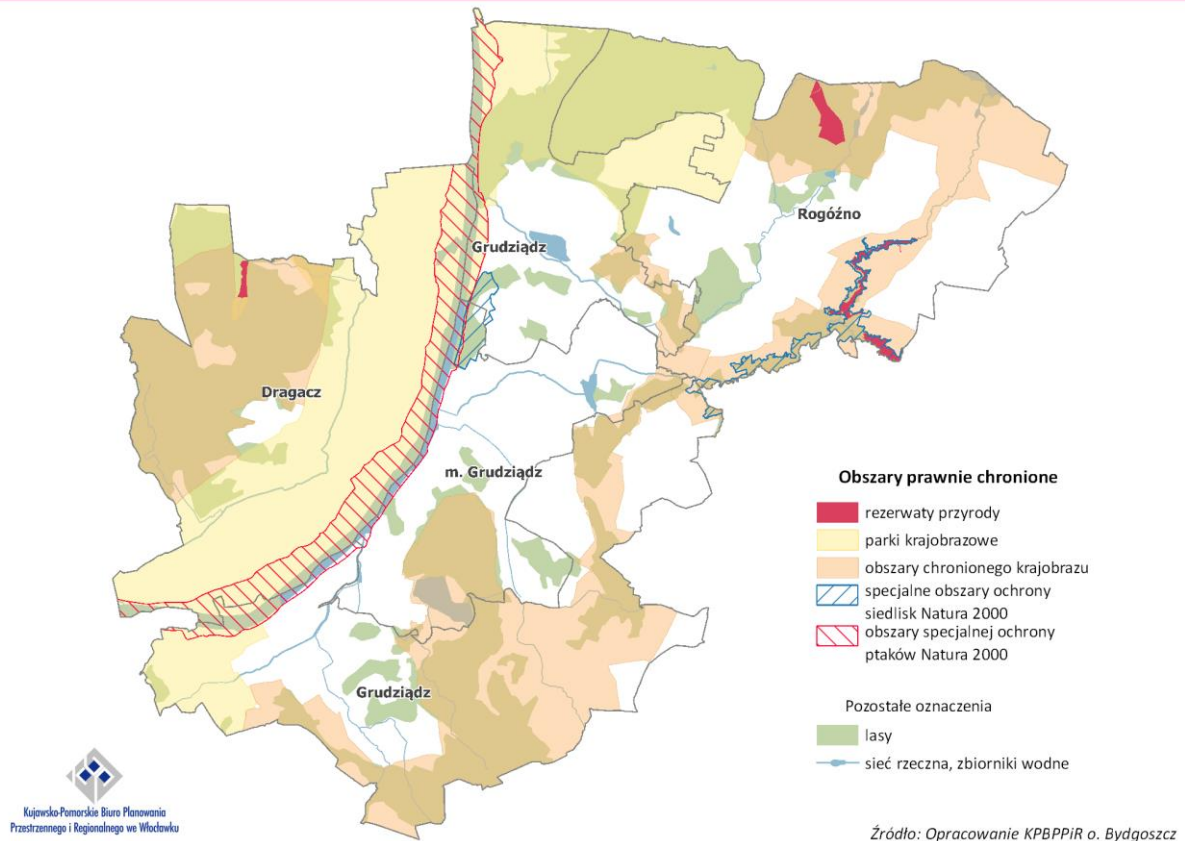 Rogóźno
Grudziądz
Dragacz
m. Grudziądz
Grudziądz
Obszary prawnie chronione
rezerwaty przyrody
parki krajobrazowe
obszary chronionego krajobrazu
specjalne obszary ochrony
siedlisk Natura 2000
obszary specjalnej ochrony
ptaków Natura 2000
Pozostałe oznaczenia
lasy
sieć rzeczna, zbiorniki wodne
Kujawsko-Pomorskie Biuro Planowania
Przestrzennego i Regionalnego we Włocławku
Źródło: Opracowanie KPBPPiR o. Bydgoszcz